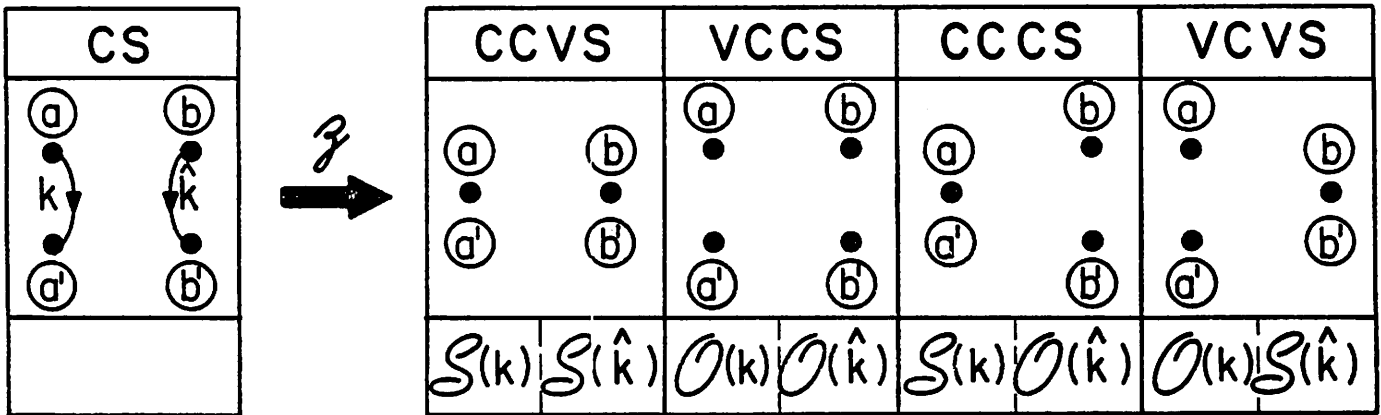 CS CCVS VCCS CCCS VCVS
a b a b b a
k k̂ 𝓏 a b a b
a' b' a' b'
a' b' a' b' b' a'
𝒮(k) 𝒮(k̂) 𝒪(k) 𝒪(k̂) 𝒮(k) 𝒪(k̂) 𝒪(k) 𝒮(k̂)